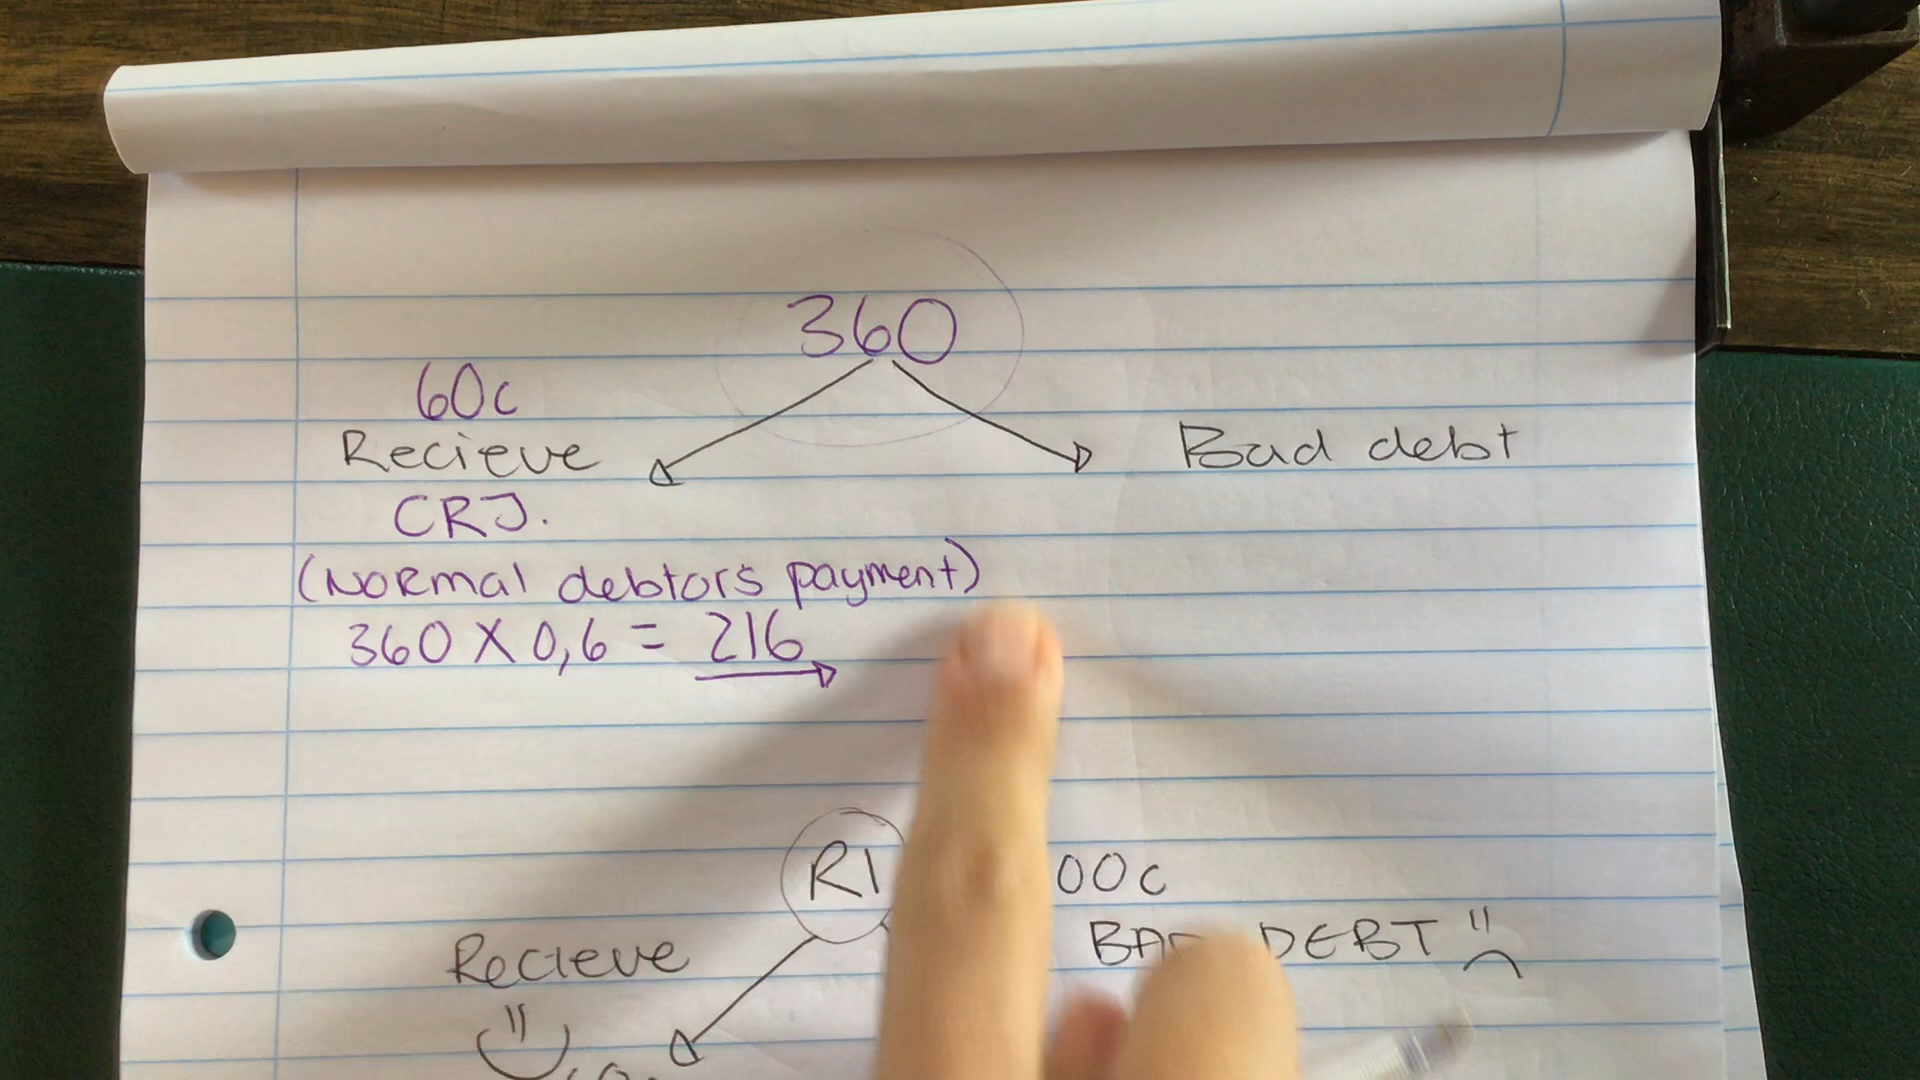 360
60c
Recieve
Bad debt
CRJ.
(Normal debtors payment)
360 X 0,6 = 216
R1
00c
Recieve
DEBT